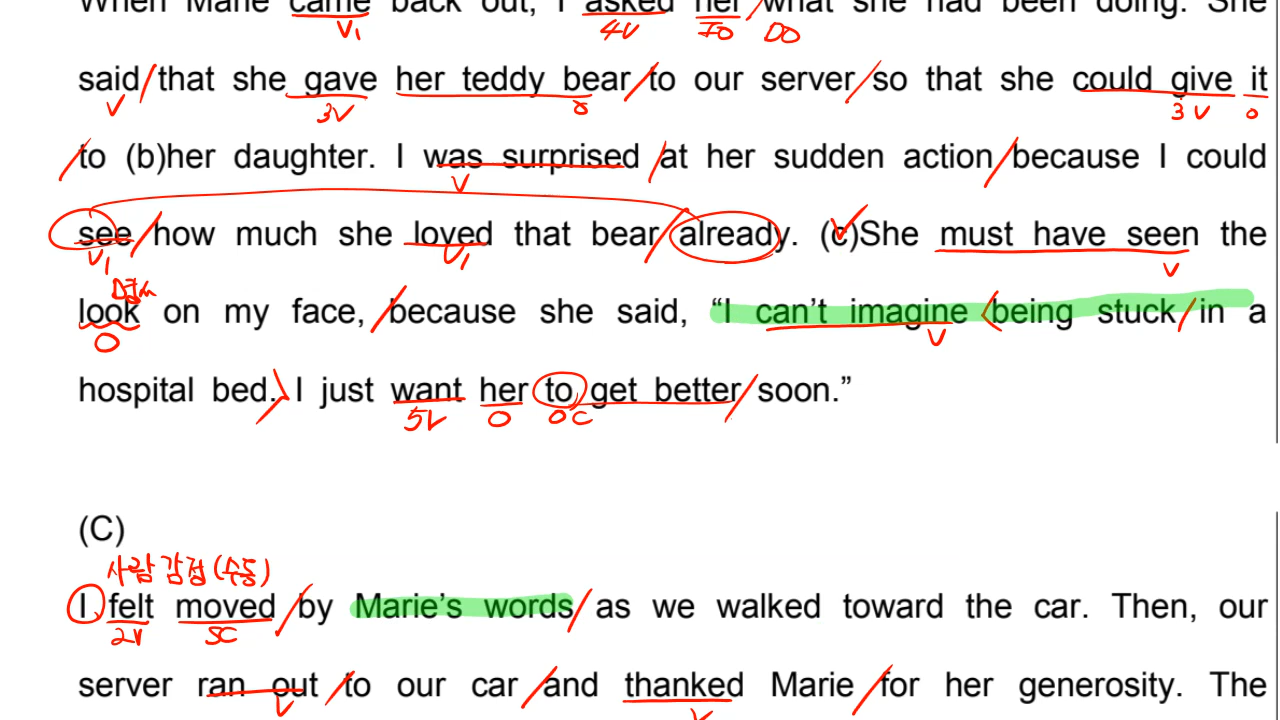 When Marie came back out, I asked her what she had been doing. She
V₁ 4V IO DO
said that she gave her teddy bear to our server so that she could give it
V 3V O 3V O
to (b)her daughter. I was surprised at her sudden action because I could
V
see how much she loved that bear already. (c)She must have seen the
V₁ V₁ V
명사
look on my face, because she said, “I can’t imagine being stuck in a
O V
hospital bed. I just want her to get better soon.”
5V O OC
(C)
사람 감정(수동)
I felt moved by Marie’s words as we walked toward the car. Then, our
2V SC
server ran out to our car and thanked Marie for her generosity. The
V V